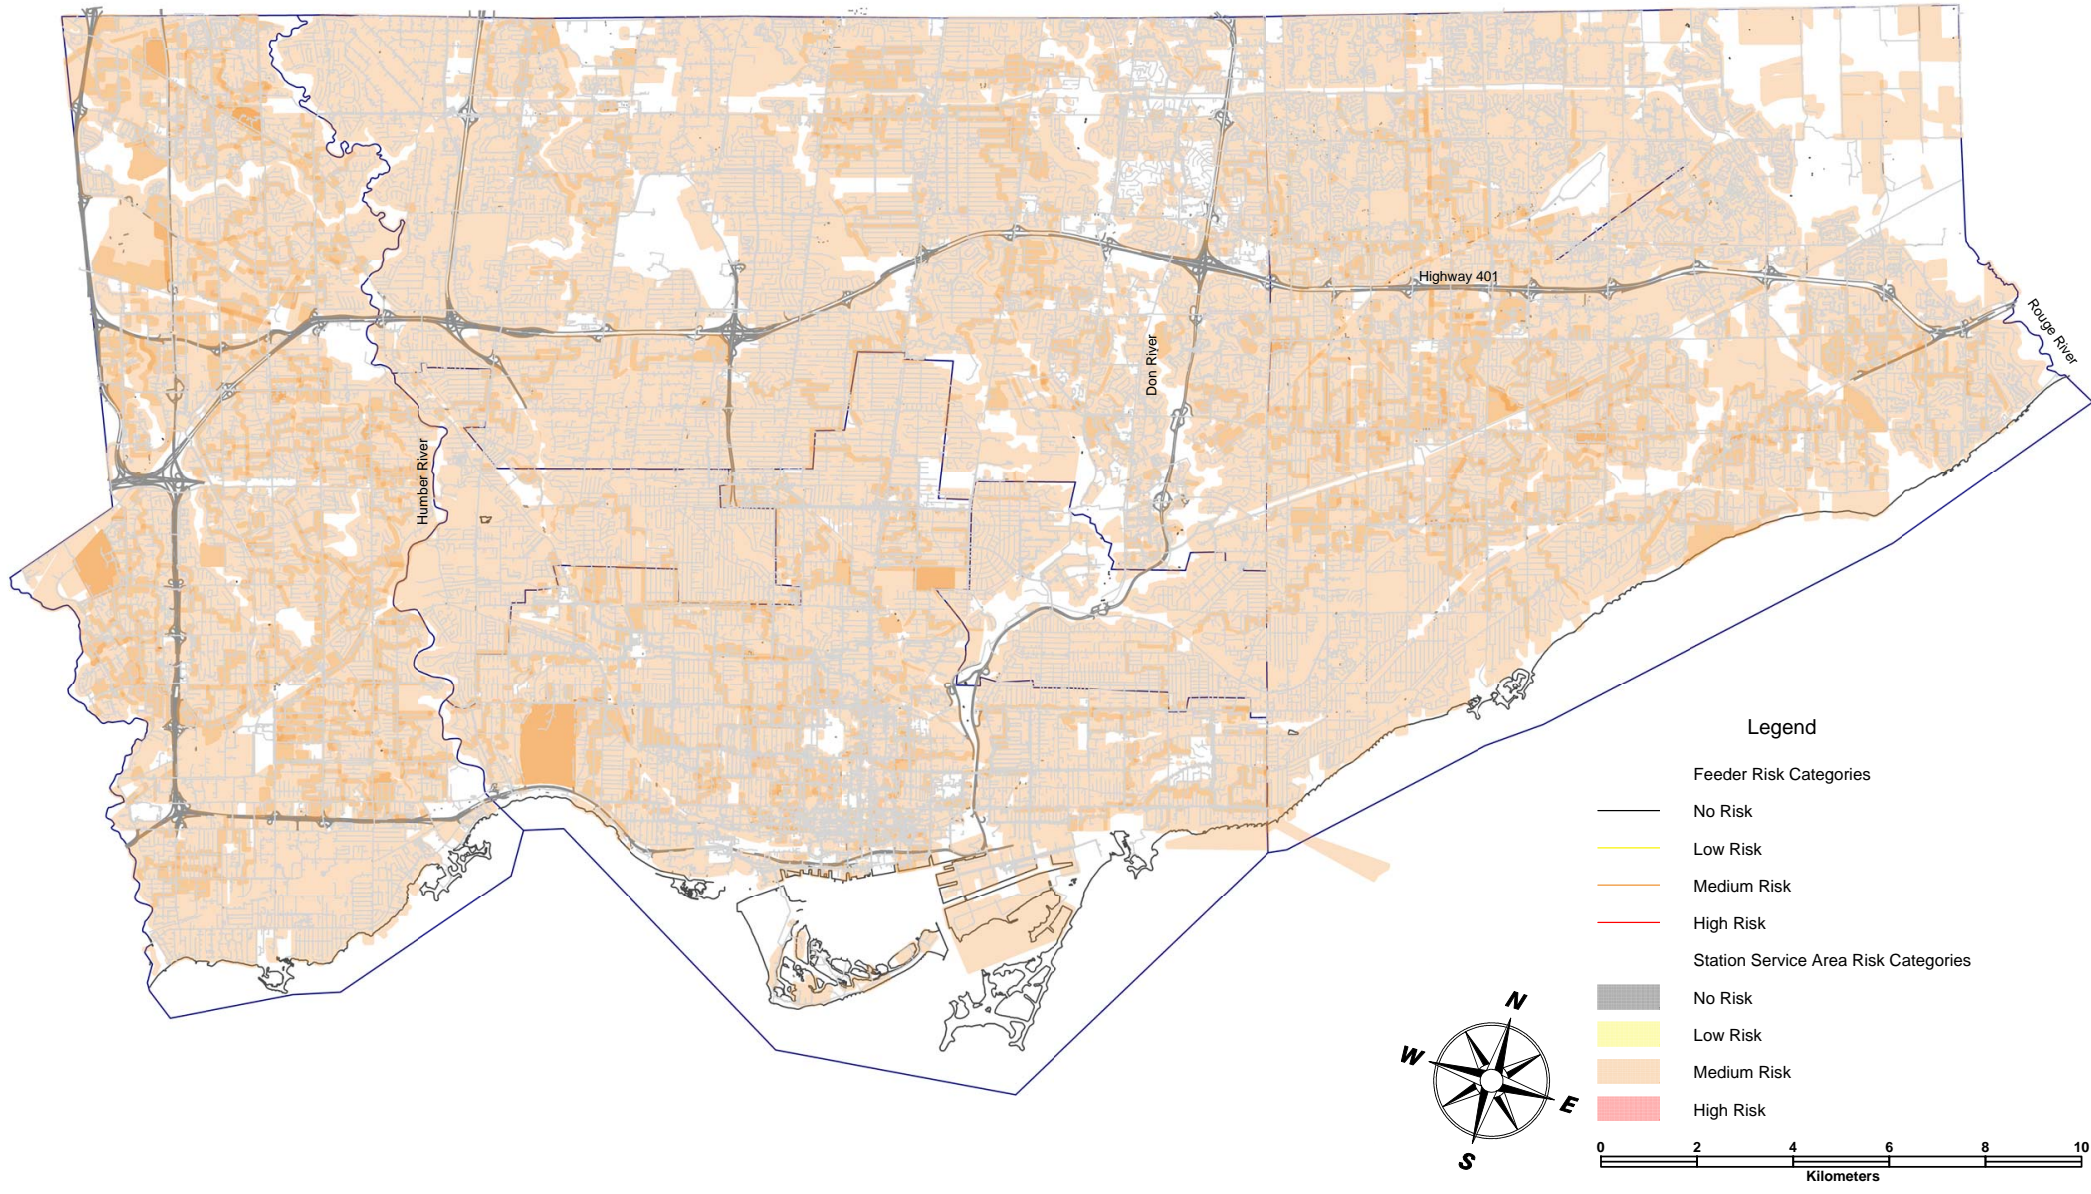 Highway 401
Rouge River
Don River
Humber River
Legend
Feeder Risk Categories
No Risk
Low Risk
Medium Risk
High Risk
Station Service Area Risk Categories
No Risk
Low Risk
Medium Risk
High Risk
N
W
E
S
0 2 4 6 8 10
Kilometers